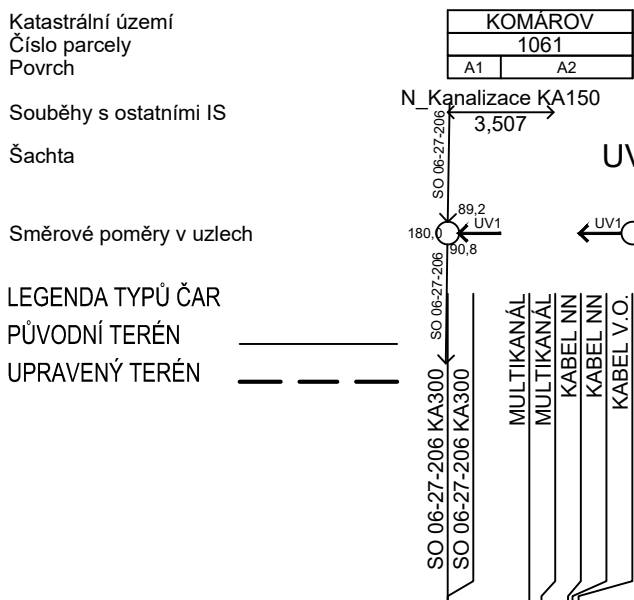 Katastrální území
KOMÁROV
Číslo parcely
1061
Povrch
A1
A2
Souběhy s ostatními IS
N_Kanalizace KA150
3,507
SO 06-27-206
Šachta
UV
Směrové poměry v uzlech
180,0
89,2
90,8
UV1
UV1
SO 06-27-206
LEGENDA TYPŮ ČAR
PŮVODNÍ TERÉN
UPRAVENÝ TERÉN
SO 06-27-206 KA300
SO 06-27-206 KA300
MULTIKANÁL
MULTIKANÁL
KABEL NN
KABEL NN
KABEL V.O.